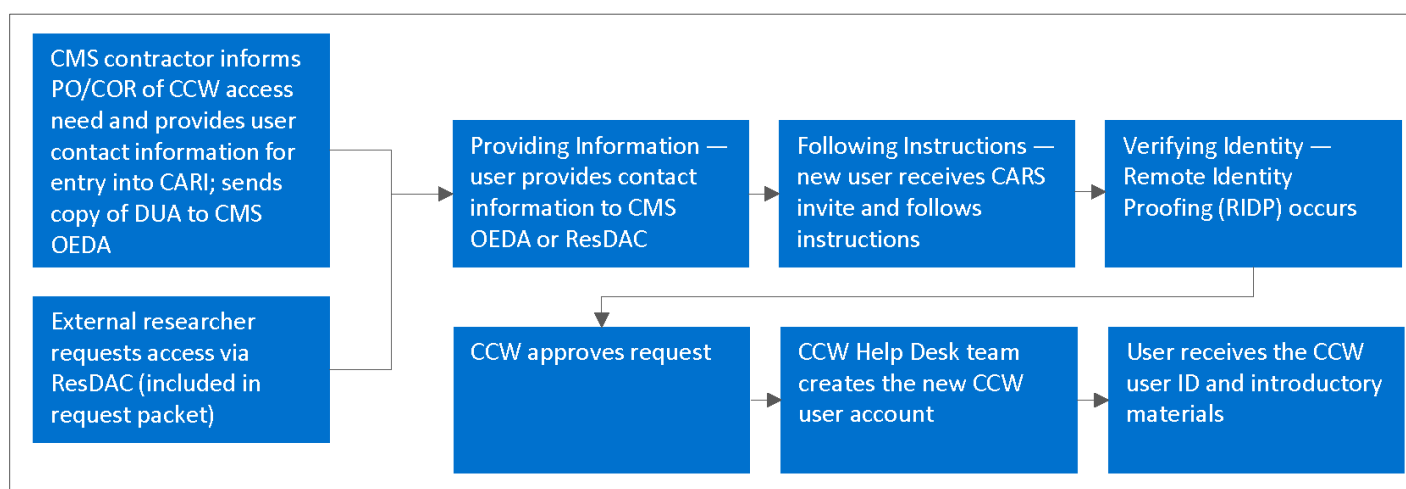 CMS contractor informs
PO/COR of CCW access
need and provides user
contact information for
entry into CARI; sends
copy of DUA to CMS
OEDA
External researcher
requests access via
ResDAC (included in
request packet)
Providing Information —
user provides contact
information to CMS
OEDA or ResDAC
Following Instructions —
new user receives CARS
invite and follows
instructions
Verifying Identity —
Remote Identity
Proofing (RIDP) occurs
CCW approves request
CCW Help Desk team
creates the new CCW
user account
User receives the CCW
user ID and introductory
materials